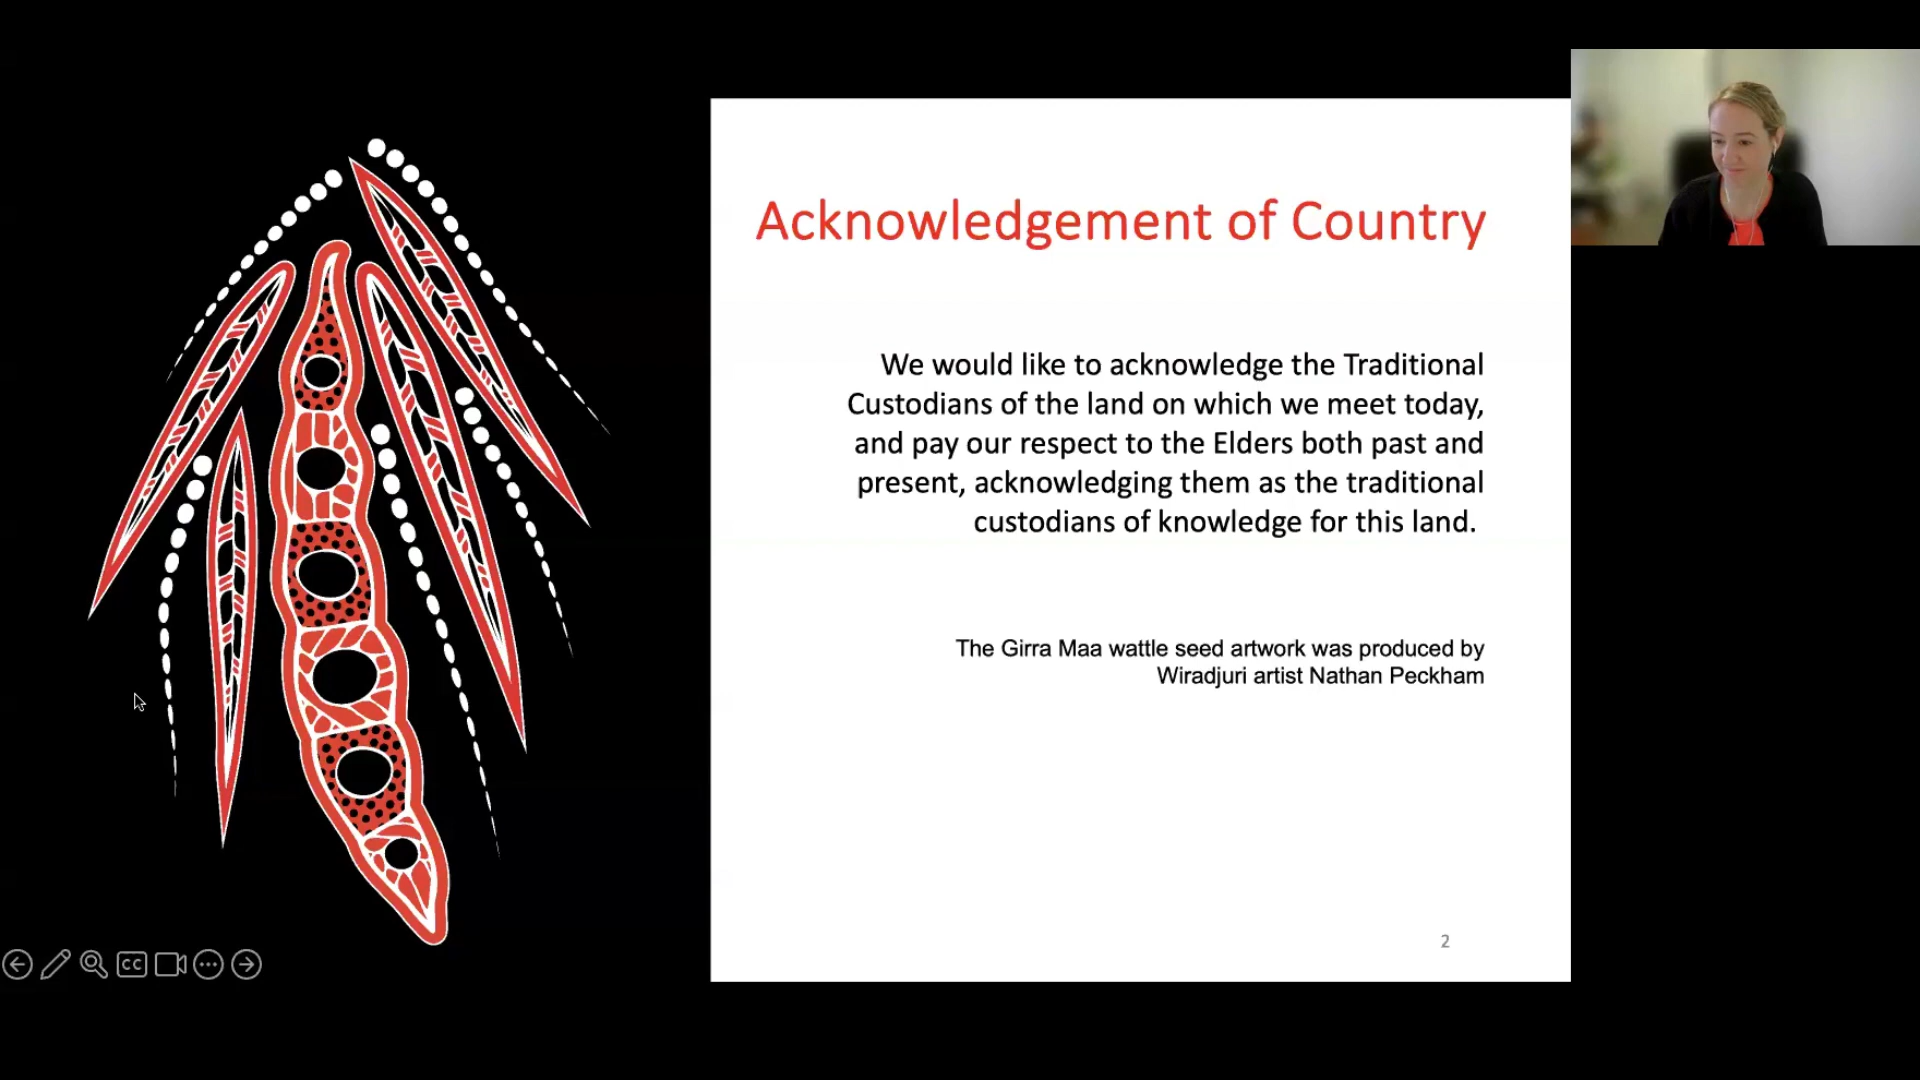 Acknowledgement of Country
We would like to acknowledge the Traditional
Custodians of the land on which we meet today,
and pay our respect to the Elders both past and
present, acknowledging them as the traditional
custodians of knowledge for this land.
The Girra Maa wattle seed artwork was produced by
Wiradjuri artist Nathan Peckham
2
CC